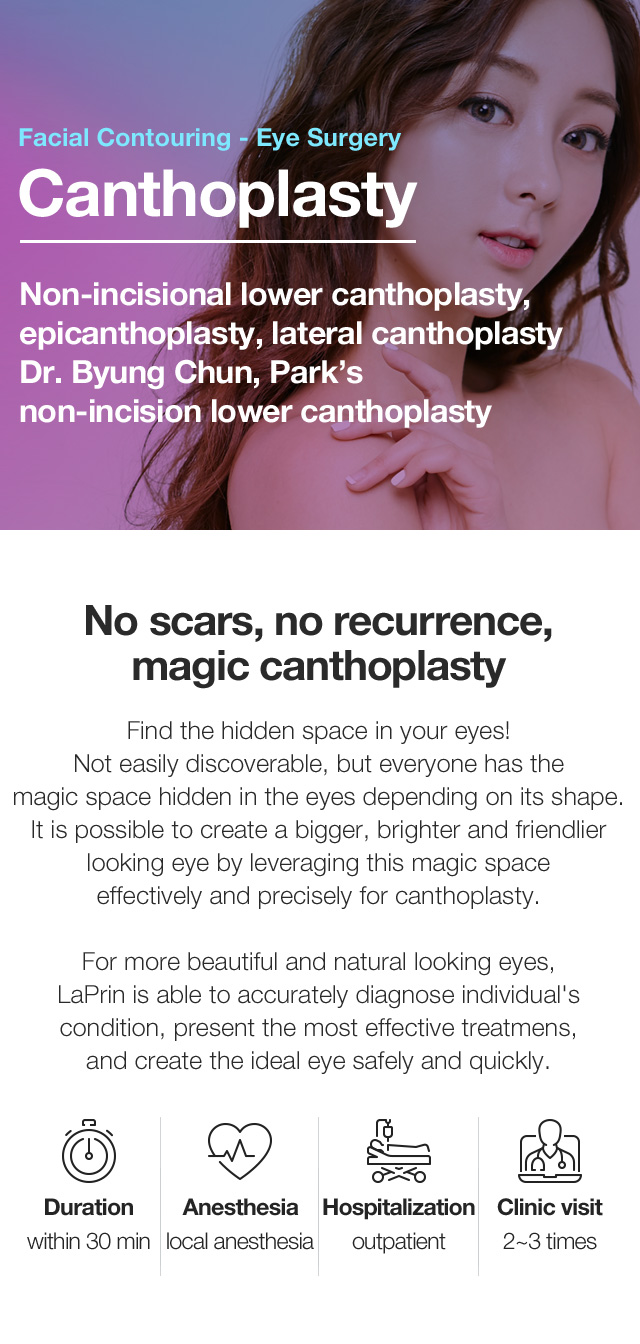 Facial Contouring - Eye Surgery
Canthoplasty
Non-incisional lower canthoplasty,
epicanthoplasty, lateral canthoplasty
Dr. Byung Chun, Park’s
non-incision lower canthoplasty
No scars, no recurrence,
magic canthoplasty
Find the hidden space in your eyes!
Not easily discoverable, but everyone has the
magic space hidden in the eyes depending on its shape.
It is possible to create a bigger, brighter and friendlier
looking eye by leveraging this magic space
effectively and precisely for canthoplasty.
For more beautiful and natural looking eyes,
LaPrin is able to accurately diagnose individual's
condition, present the most effective treatmens,
and create the ideal eye safely and quickly.
Duration
within 30 min
Anesthesia
local anesthesia
Hospitalization
outpatient
Clinic visit
2~3 times